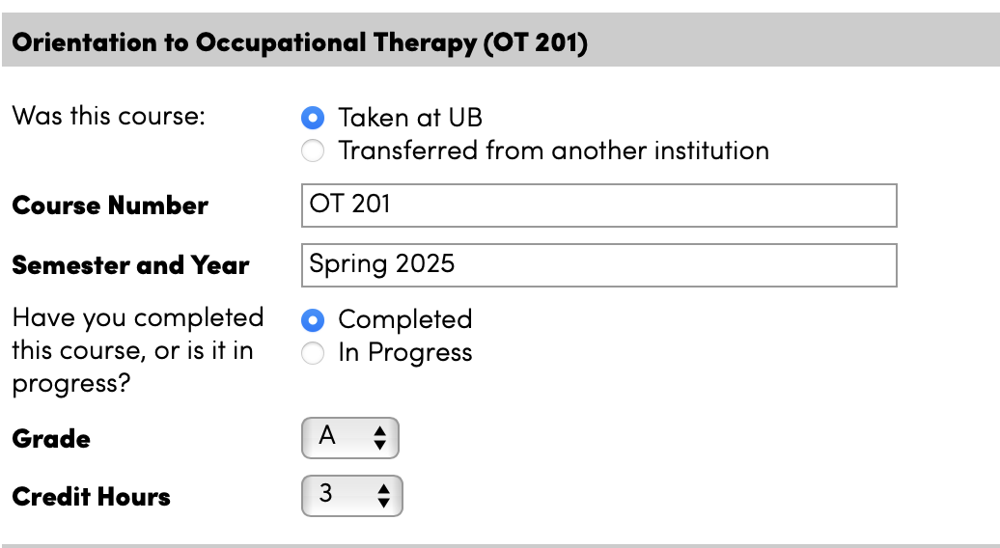 Orientation to Occupational Therapy (OT 201)
Was this course:
Taken at UB
Transferred from another institution
Course Number
OT 201
Semester and Year
Spring 2025
Have you completed
this course, or is it in
progress?
Completed
In Progress
Grade
A
Credit Hours
3